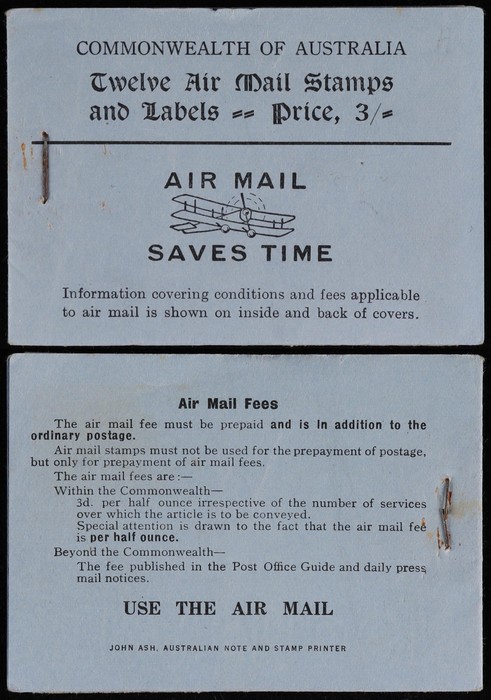 COMMONWEALTH OF AUSTRALIA
Twelve Air Mail Stamps
and Labels -- Price, 3/-
AIR MAIL
SAVES TIME
Information covering conditions and fees applicable
to air mail is shown on inside and back of covers.
Air Mail Fees
The air mail fee must be prepaid and is in addition to the
ordinary postage.
Air mail stamps must not be used for the prepayment of postage,
but only for prepayment of air mail fees.
The air mail fees are :—
Within the Commonwealth—
3d. per half ounce irrespective of the number of services
over which the article is to be conveyed.
Special attention is drawn to the fact that the air mail fee
is per half ounce.
Beyond the Commonwealth—
The fee published in the Post Office Guide and daily press
mail notices.
USE THE AIR MAIL
JOHN ASH, AUSTRALIAN NOTE AND STAMP PRINTER